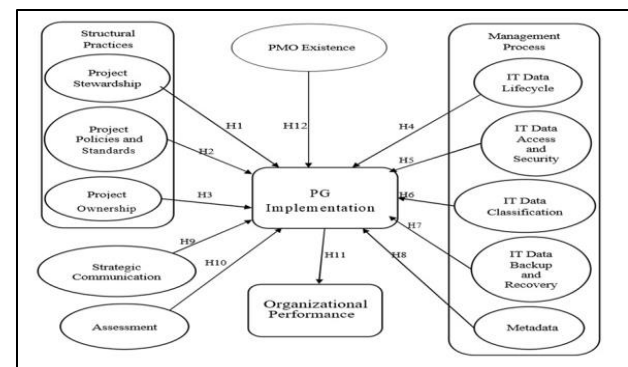 Structural
Practices
Project
Stewardship
Project
Policies and
Standards
Project
Ownership
Strategic
Communication
Assessment
PMO Existence
H1
H2
H3
H9
H10
H12
PG
Implementation
H11
Organizational
Performance
H4
H5
H6
H7
H8
Management
Process
IT Data
Lifecycle
IT Data
Access
and
Security
IT Data
Classification
IT Data
Backup
and
Recovery
Metadata